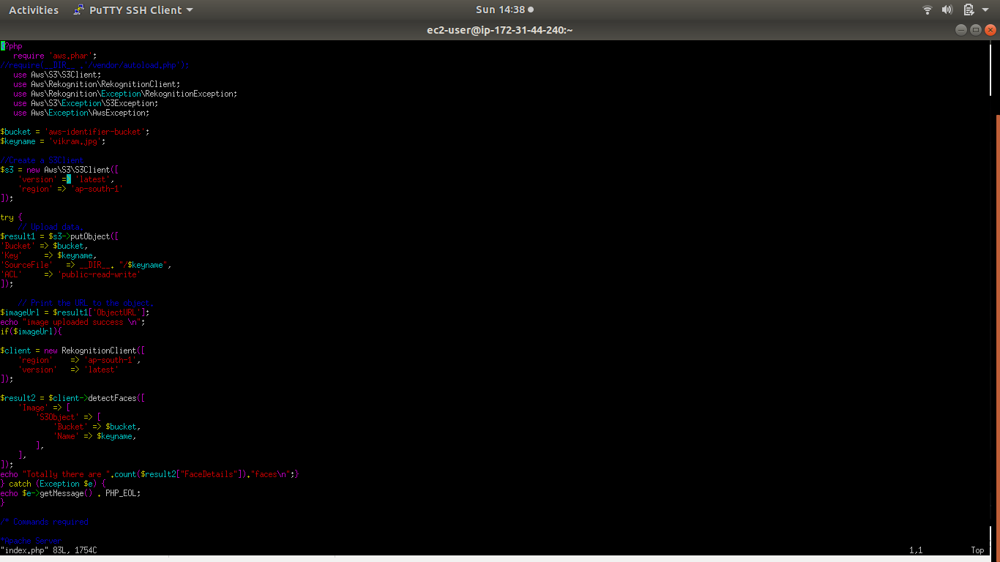 Activities PuTTY SSH Client Sun 14:38
ec2-user@ip-172-31-44-240:~
<?php
require 'aws.phar';
//require(__DIR__ .'/vendor/autoload.php');
use Aws\S3\S3Client;
use Aws\Rekognition\RekognitionClient;
use Aws\Rekognition\Exception\RekognitionException;
use Aws\S3\Exception\S3Exception;
use Aws\Exception\AwsException;
$bucket = 'aws-identifier-bucket';
$keyname = 'vikram.jpg';
//Create a S3Client
$s3 = new Aws\S3\S3Client([
'version' => 'latest',
'region' => 'ap-south-1'
]);
try {
// Upload data.
$result1 = $s3->putObject([
'Bucket' => $bucket,
'Key' => $keyname,
'SourceFile' => __DIR__. "/$keyname",
'ACL' => 'public-read-write'
]);
// Print the URL to the object.
$imageUrl = $result1['ObjectURL'];
echo "image uploaded success \n";
if($imageUrl){
$client = new RekognitionClient([
'region' => 'ap-south-1',
'version' => 'latest'
]);
$result2 = $client->detectFaces([
'Image' => [
'S3Object' => [
'Bucket' => $bucket,
'Name' => $keyname,
],
],
]);
echo "Totally there are ".count($result2["FaceDetails"])."faces\n";}
} catch (Exception $e) {
echo $e->getMessage() . PHP_EOL;
}
/* Commands required.
*Apache Server
"index.php" 83L, 1754C 1,1 Top